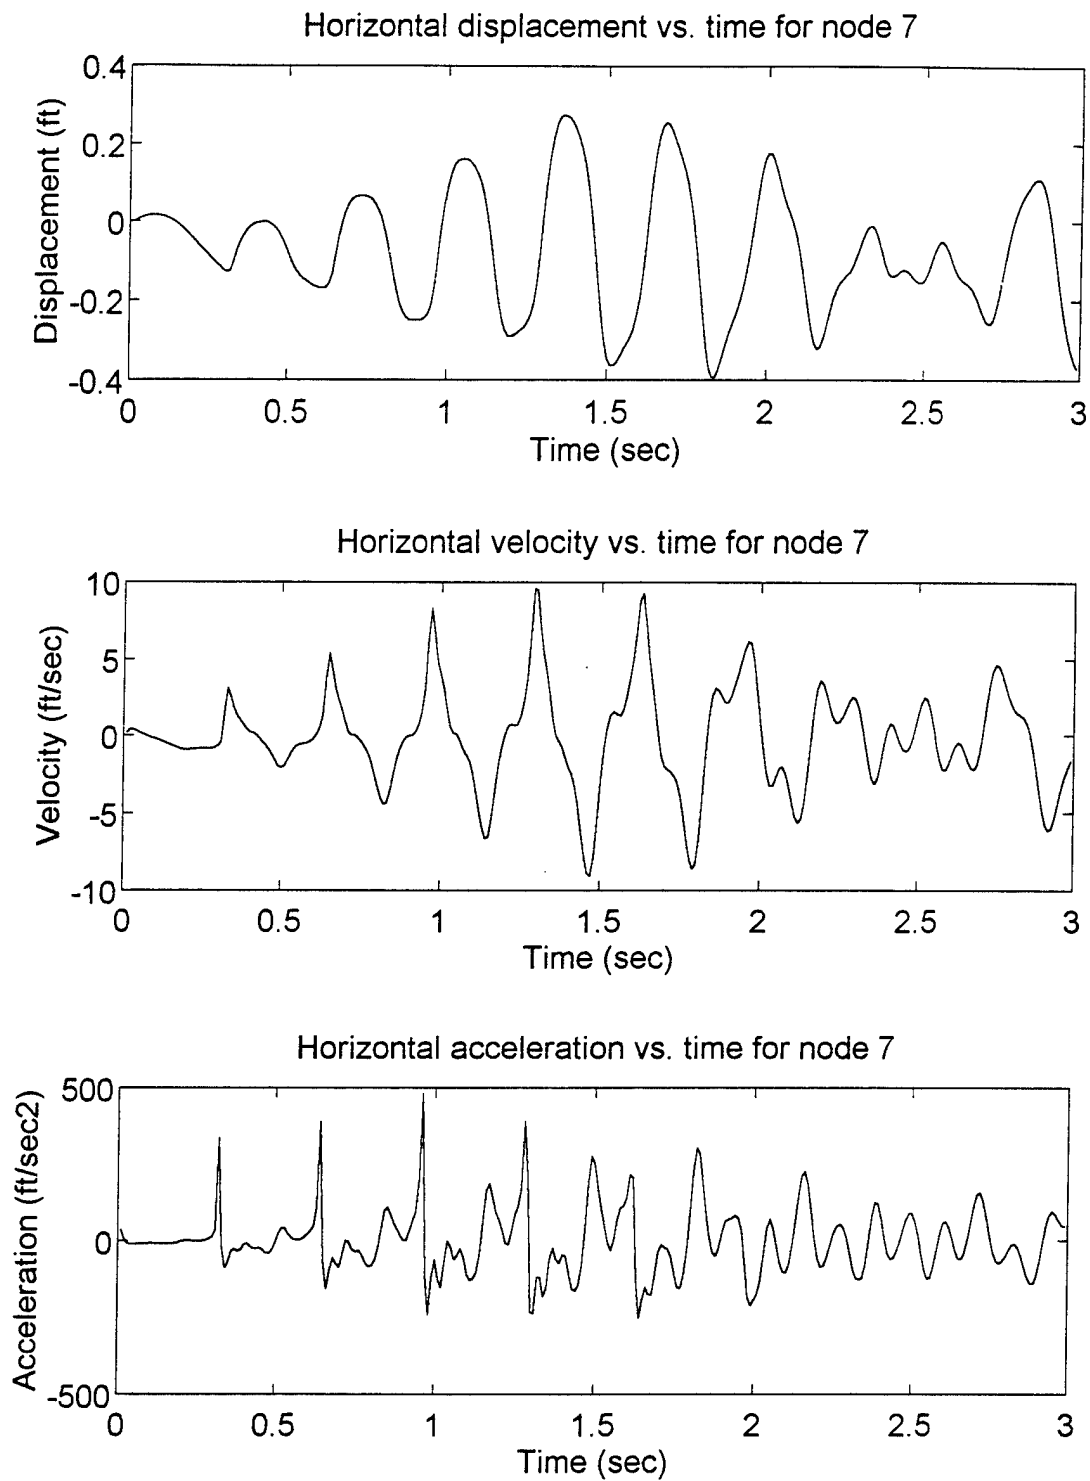 Horizontal displacement vs. time for node 7
0.4
0.2
0
-0.2
-0.4
Displacement (ft)
0 0.5 1 1.5 2 2.5 3
Time (sec)
Horizontal velocity vs. time for node 7
10
5
0
-5
-10
Velocity (ft/sec)
0 0.5 1 1.5 2 2.5 3
Time (sec)
Horizontal acceleration vs. time for node 7
500
0
-500
Acceleration (ft/sec2)
0 0.5 1 1.5 2 2.5 3
Time (sec)